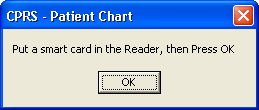 CPRS - Patient Chart
Put a smart card in the Reader, then Press OK
OK